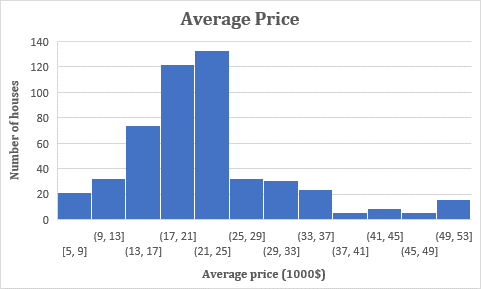 Average Price
140
120
100
80
60
40
20
0
Number of houses
(9, 13] (17, 21] (25, 29] (33, 37] (41, 45] (49, 53]
[5, 9] (13, 17] (21, 25] (29, 33] (37, 41] (45, 49]
Average price (1000$)